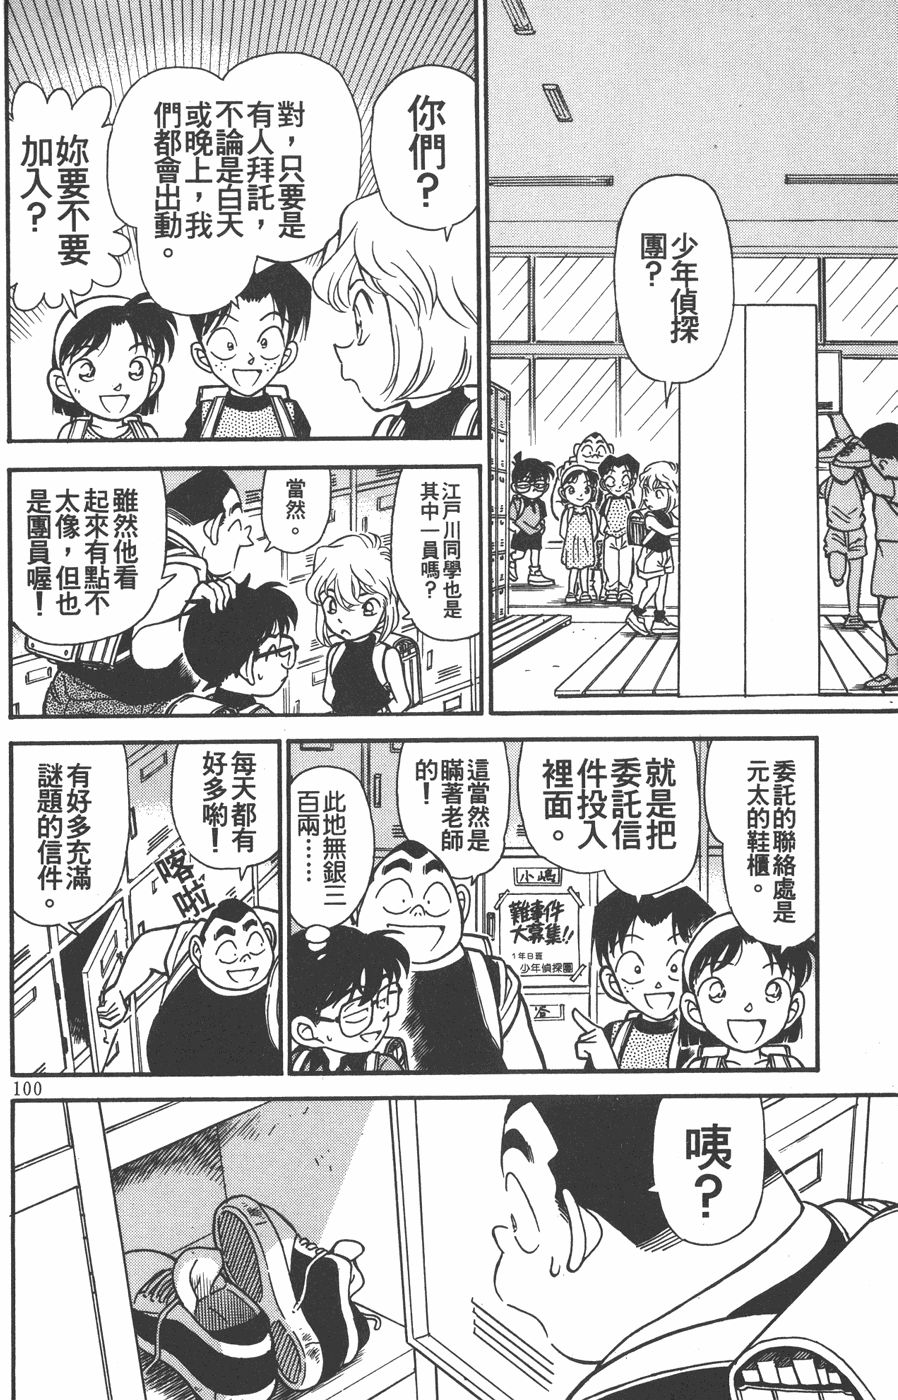 少年偵探
團？
你們？
對，只要是
有人拜託，
不論是白天
或晚上，我
們都會出動。
妳要不要
加入？
江戶川同學也是
其中一員嗎？
當然。
雖然他看
起來有點不
太像，但也
是團員喔！
委託的聯絡處是
元太的鞋櫃。
就是把
委託信
件投入
裡面。
這當然是
瞞著老師
的！
此地無銀三
百兩……
小嶋
難事件
大募集!!
1年B班
少年偵探團
每天都有
好多喲！
喀啦
有好多充滿
謎題的信件。
100
咦？